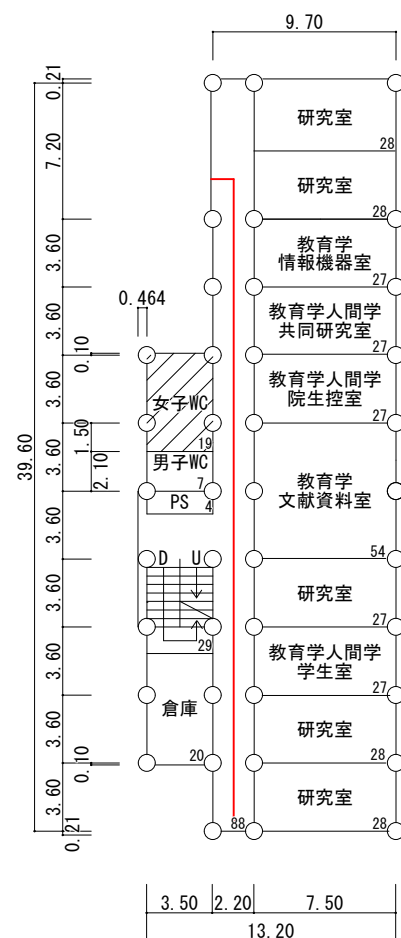 9.70
0.21
7.20
3.60
3.60
0.10
3.60
1.50
3.60
2.10
3.60
3.60
3.60
3.60
0.10
3.60
0.21
39.60
0.464
研究室
28
研究室
28
教育学
情報機器室
27
教育学人間学
共同研究室
27
教育学人間学
院生控室
27
女子WC
19
男子WC
7
PS
4
教育学
文献資料室
54
D U
29
研究室
27
教育学人間学
学生室
27
倉庫
20
研究室
28
研究室
28
88
3.50 2.20 7.50
13.20